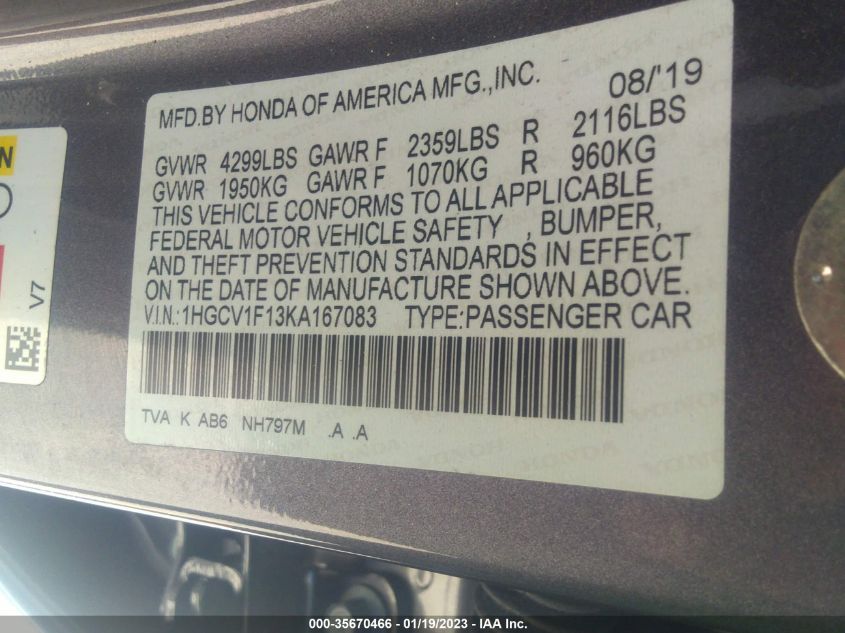 MFD.BY HONDA OF AMERICA MFG.,INC. 08/'19
GVWR 4299LBS GAWR F 2359LBS R 2116LBS
GVWR 1950KG GAWR F 1070KG R 960KG
THIS VEHICLE CONFORMS TO ALL APPLICABLE
FEDERAL MOTOR VEHICLE SAFETY , BUMPER,
AND THEFT PREVENTION STANDARDS IN EFFECT
ON THE DATE OF MANUFACTURE SHOWN ABOVE.
V.I.N.:1HGCV1F13KA167083 TYPE:PASSENGER CAR
TVA K AB6 NH797M .A .A
V7
000-35670466 - 01/19/2023 - IAAI Inc.